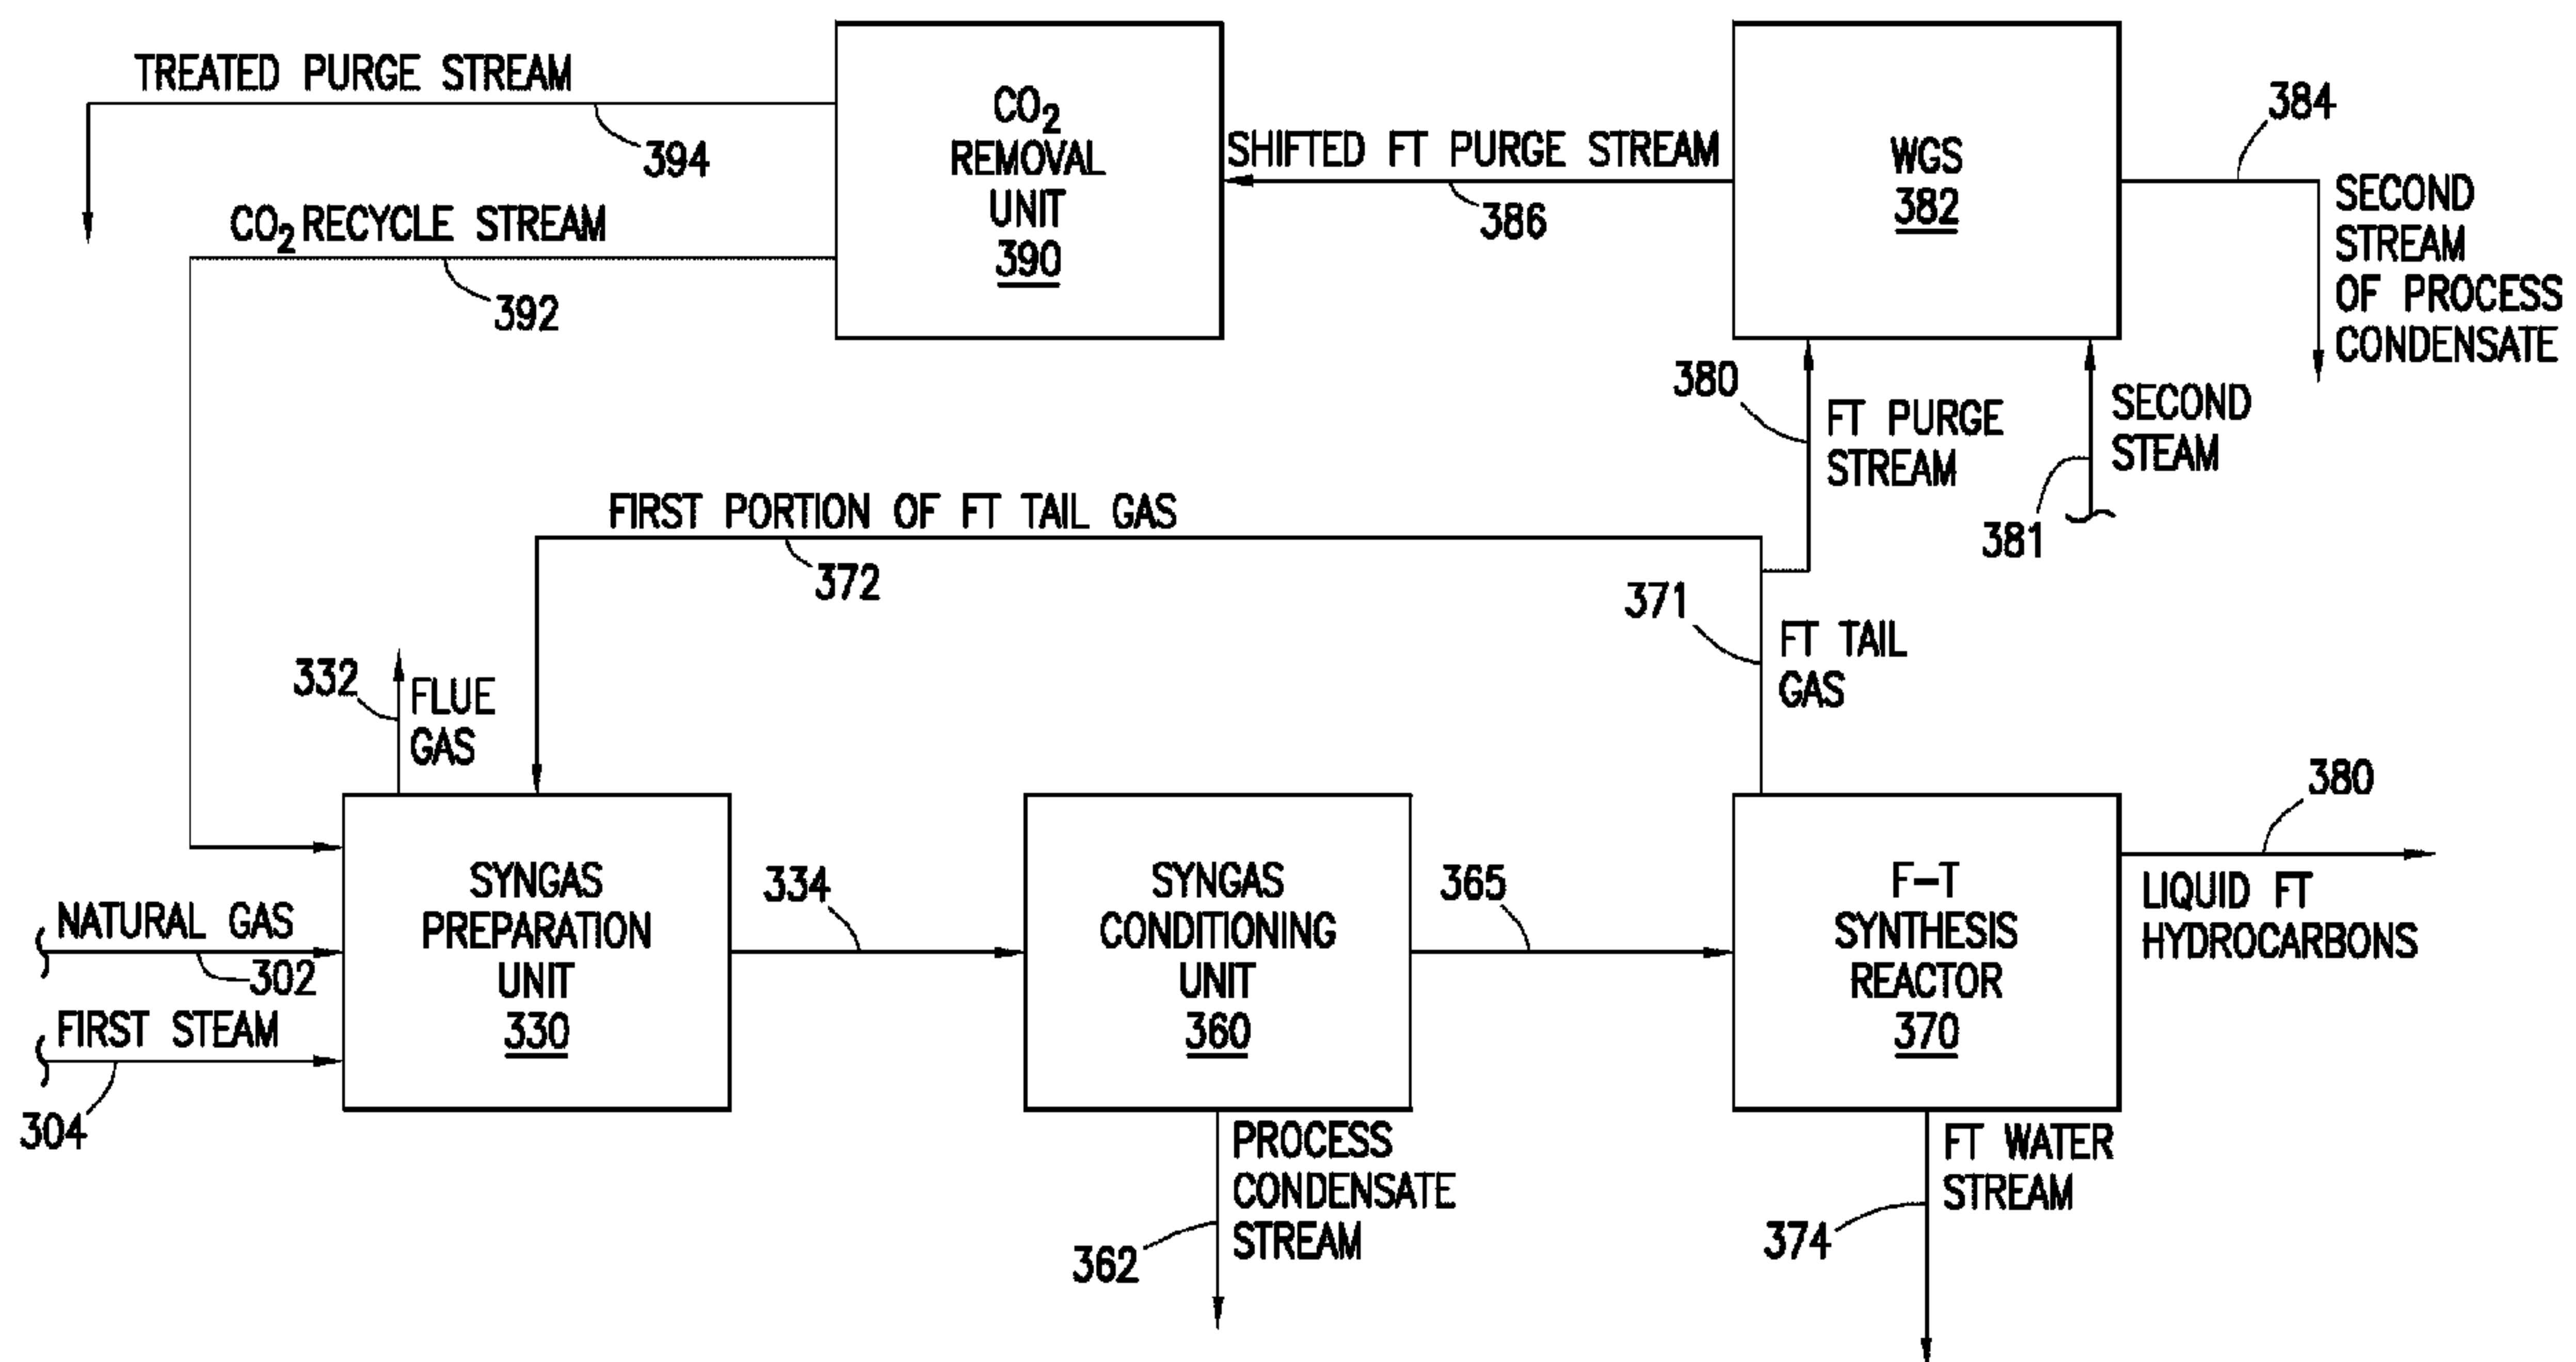 TREATED PURGE STREAM
394
CO2 RECYCLE STREAM
392
CO2
REMOVAL
UNIT
390
SHIFTED FT PURGE STREAM
386
WGS
382
384
SECOND
STREAM
OF PROCESS
CONDENSATE
380
FT PURGE
STREAM
SECOND
STEAM
381
FIRST PORTION OF FT TAIL GAS
372
371
FT TAIL
GAS
332
FLUE
GAS
NATURAL GAS
302
FIRST STEAM
304
SYNGAS
PREPARATION
UNIT
330
334
SYNGAS
CONDITIONING
UNIT
360
365
F-T
SYNTHESIS
REACTOR
370
380
LIQUID FT
HYDROCARBONS
PROCESS
CONDENSATE
STREAM
362
FT WATER
STREAM
374